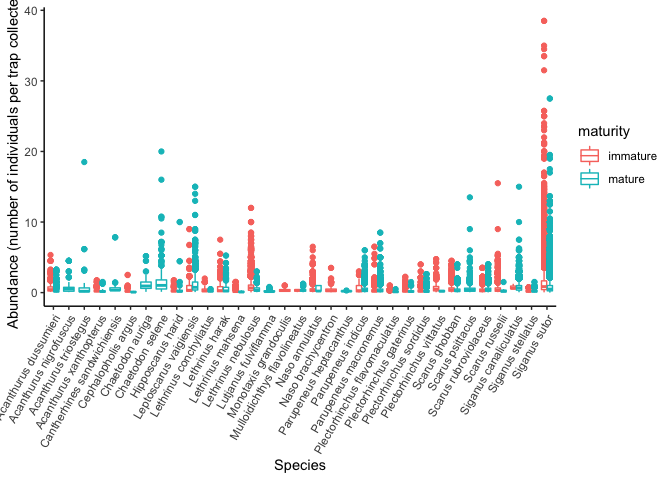 Abundance (number of individuals per trap collecte
40
30
20
10
0
maturity
immature
mature
Acanthurus dussumieri
Acanthurus nigrofuscus
Acanthurus triostegus
Acanthurus xanthopterus
Cantherhines sandwichiensis
Cephalopholis argus
Chaetodon auriga
Chaetodon selene
Hipposcarus harid
Leptoscarus vaigiensis
Lethrinus conchyliatus
Lethrinus harak
Lethrinus mahsena
Lethrinus nebulosus
Lutjanus fulviflamma
Monotaxis grandoculis
Mulloidichthys flavolineatus
Naso annulatus
Naso brachycentron
Parupeneus heptacanthus
Parupeneus indicus
Parupeneus macronemus
Plectorhinchus flavomaculatus
Plectorhinchus gaterinus
Plectorhinchus sordidus
Plectorhinchus vittatus
Scarus ghobban
Scarus psittacus
Scarus rubroviolaceus
Scarus russelii
Siganus canaliculatus
Siganus stellatus
Siganus sutor
Species